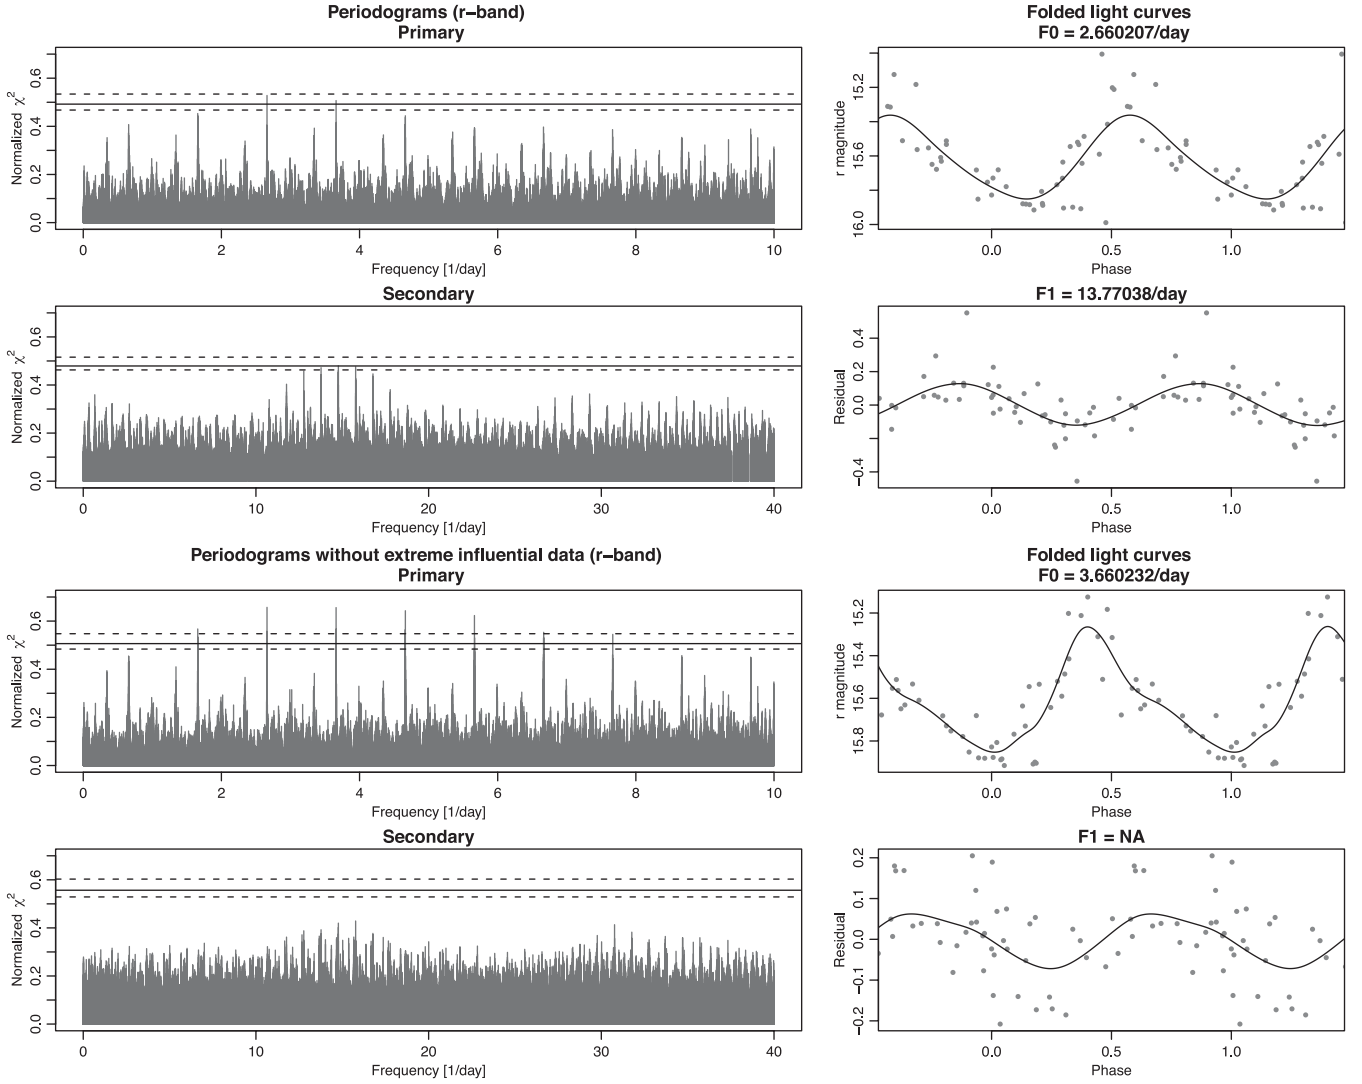 Periodograms (r−band)
Primary
Normalized χ²
0.0 0.2 0.4 0.6
0 2 4 6 8 10
Frequency [1/day]
Folded light curves
F0 = 2.660207/day
r magnitude
15.2 15.6 16.0
0.0 0.5 1.0
Phase
Secondary
Normalized χ²
0.0 0.2 0.4 0.6
0 10 20 30 40
Frequency [1/day]
F1 = 13.77038/day
Residual
−0.4 0.0 0.2 0.4
0.0 0.5 1.0
Phase
Periodograms without extreme influential data (r−band)
Primary
Normalized χ²
0.0 0.2 0.4 0.6
0 2 4 6 8 10
Frequency [1/day]
Folded light curves
F0 = 3.660232/day
r magnitude
15.2 15.4 15.6 15.8
0.0 0.5 1.0
Phase
Secondary
Normalized χ²
0.0 0.2 0.4 0.6
0 10 20 30 40
Frequency [1/day]
F1 = NA
Residual
−0.2 −0.1 0.0 0.1 0.2
0.0 0.5 1.0
Phase